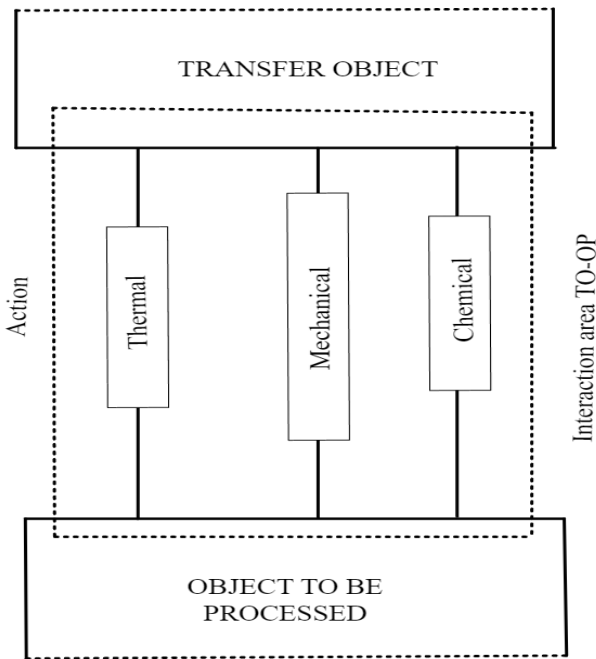 TRANSFER OBJECT
Action
Thermal
Mechanical
Chemical
Interaction area TO-OP
OBJECT TO BE
PROCESSED